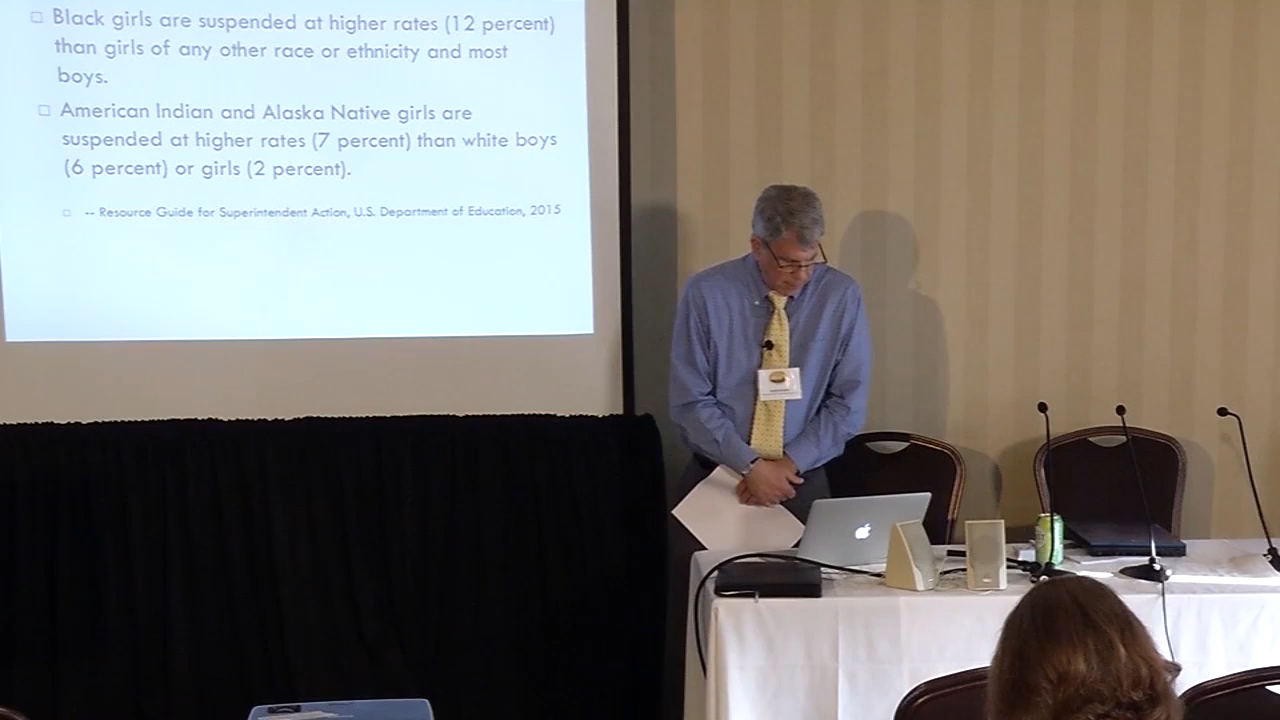 Black girls are suspended at higher rates (12 percent)
than girls of any other race or ethnicity and most
boys.
American Indian and Alaska Native girls are
suspended at higher rates (7 percent) than white boys
(6 percent) or girls (2 percent).
-- Resource Guide for Superintendent Action, U.S. Department of Education, 2015